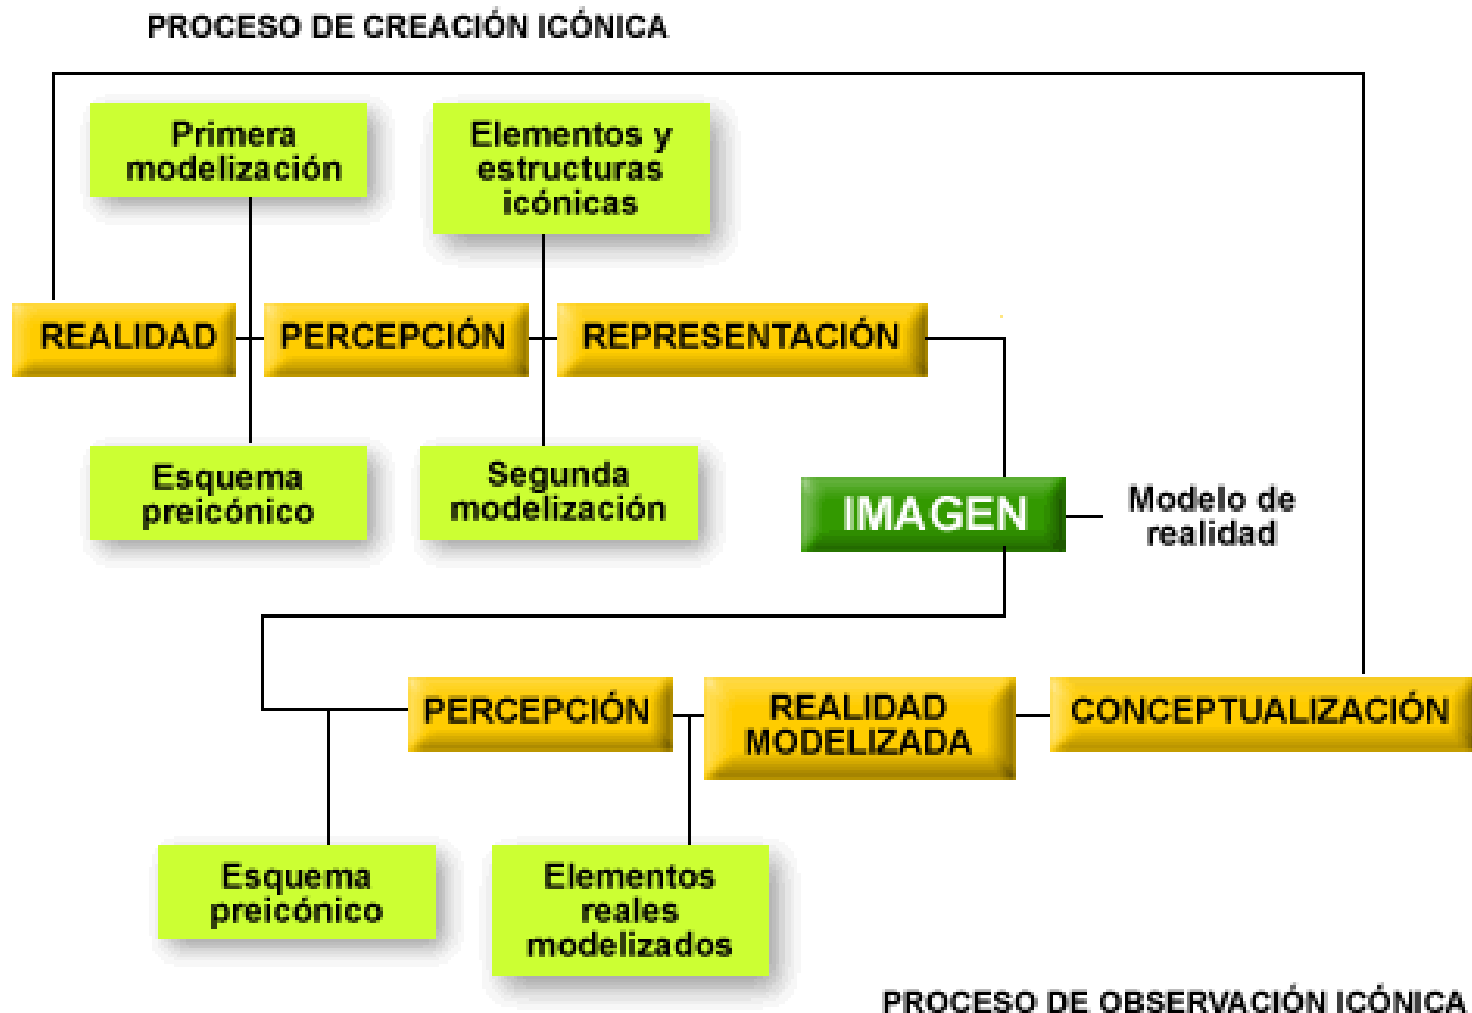 PROCESO DE CREACIÓN ICÓNICA
Primera
modelización
Elementos y
estructuras
icónicas
REALIDAD
PERCEPCIÓN
REPRESENTACIÓN
Esquema
preicónico
Segunda
modelización
IMAGEN
Modelo de
realidad
PERCEPCIÓN
REALIDAD
MODELIZADA
CONCEPTUALIZACIÓN
Esquema
preicónico
Elementos
reales
modelizados
PROCESO DE OBSERVACIÓN ICÓNICA